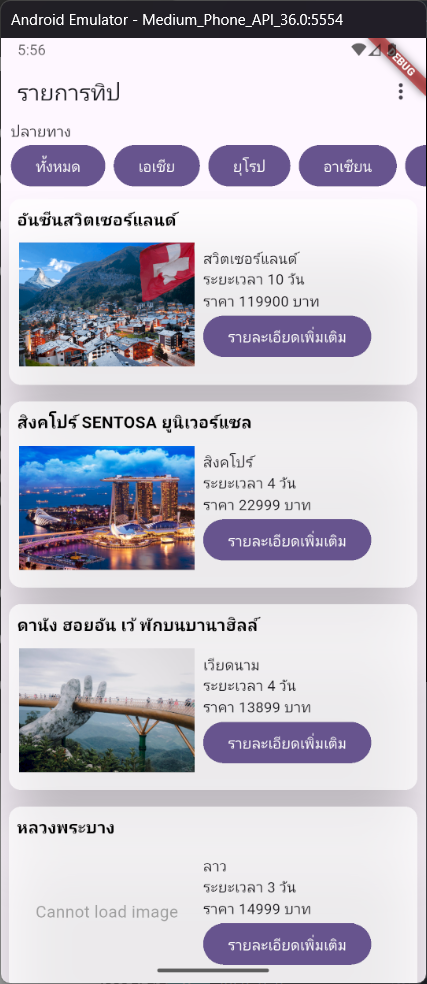 Android Emulator - Medium_Phone_API_36.0:5554
5:56
รายการทิป
ปลายทาง
ทั้งหมด
เอเชีย
ยุโรป
อาเซียน
อันซีนสวิตเซอร์แลนด์
สวิตเซอร์แลนด์
ระยะเวลา 10 วัน
ราคา 119900 บาท
รายละเอียดเพิ่มเติม
สิงคโปร์ SENTOSA ยูนิเวอร์แซล
สิงคโปร์
ระยะเวลา 4 วัน
ราคา 22999 บาท
รายละเอียดเพิ่มเติม
ดานัง ฮอยอัน เว้ พักบนบานาฮิลล์
เวียดนาม
ระยะเวลา 4 วัน
ราคา 13899 บาท
รายละเอียดเพิ่มเติม
หลวงพระบาง
Cannot load image
ลาว
ระยะเวลา 3 วัน
ราคา 14999 บาท
รายละเอียดเพิ่มเติม